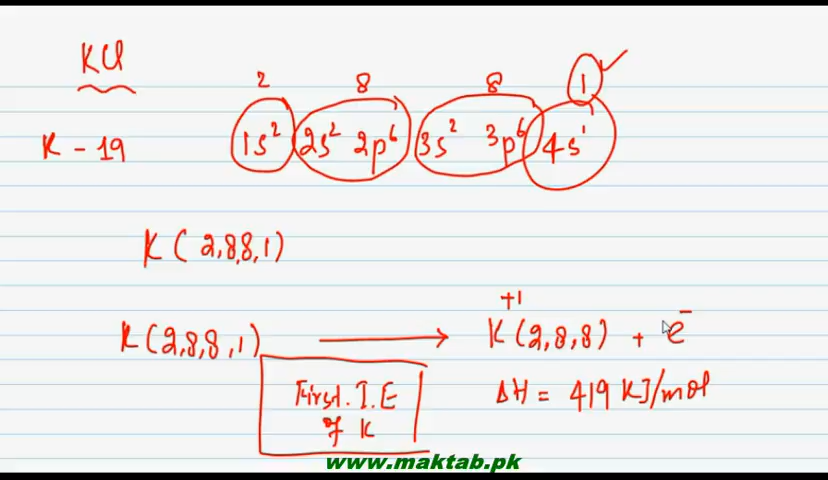 KCl
2 8 8 1
K - 19 1s² 2s² 2p⁶ 3s² 3p⁶ 4s¹
K (2,8,8,1)
+1
K (2,8,8,1) → K (2,8,8) + e⁻
First. I.E
of K
ΔH = 419 KJ/mol
www.maktab.pk